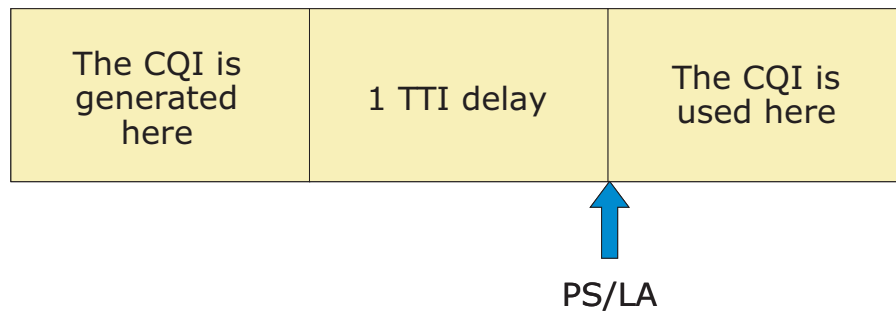 The CQI is
generated
here
1 TTI delay
The CQI is
used here
PS/LA